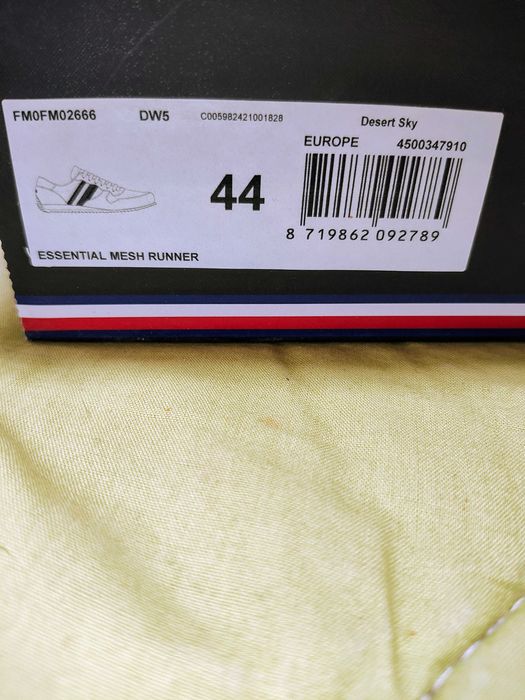 FM0FM02666 DW5 C005982421001828 Desert Sky
EUROPE 4500347910
44
8 719862 092789
ESSENTIAL MESH RUNNER